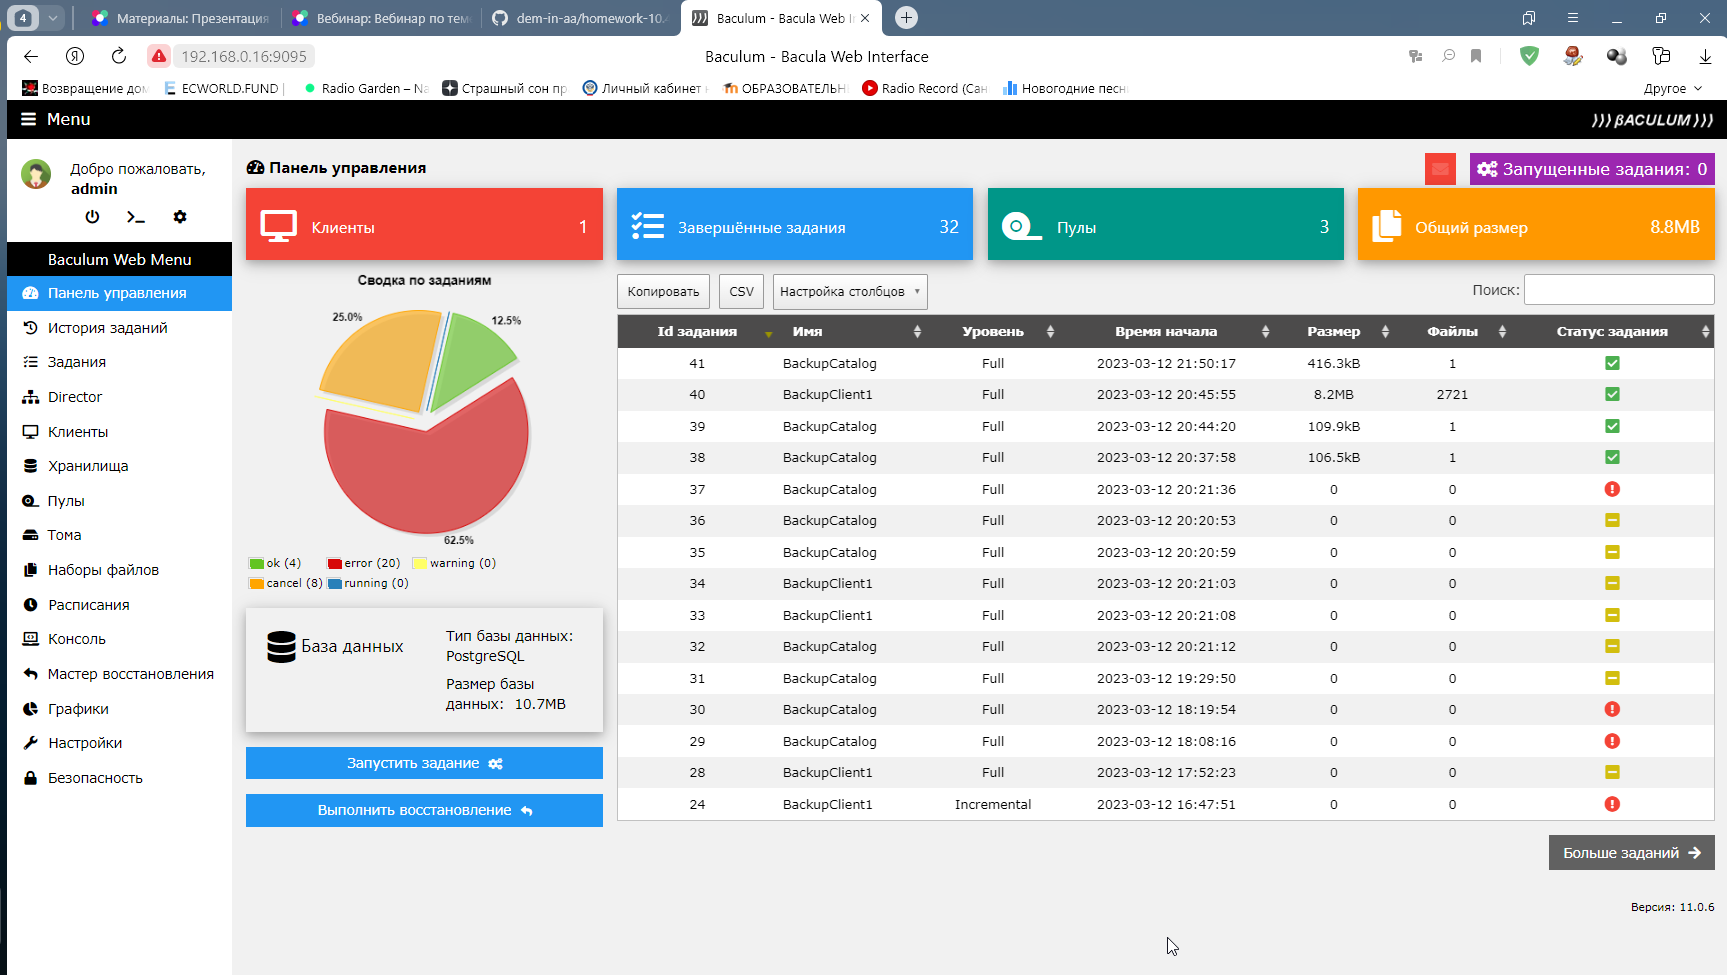 4
Материалы: Презентация
Вебинар: Вебинар по тем
dem-in-aa/homework-10.4
Baculum - Bacula Web I
192.168.0.16:9095
Baculum - Bacula Web Interface
Возвращение дом
ECWORLD.FUND |
Radio Garden – Na
Страшный сон пр
Личный кабинет
ОБРАЗОВАТЕЛЬН
Radio Record (Сан
Новогодние песн
Другое
Menu
))) βACULUM )))
Добро пожаловать,
admin
Baculum Web Menu
Панель управления
История заданий
Задания
Director
Клиенты
Хранилища
Пулы
Тома
Наборы файлов
Расписания
Консоль
Мастер восстановления
Графики
Настройки
Безопасность
Панель управления
Запущенные задания: 0
Клиенты 1
Завершённые задания 32
Пулы 3
Общий размер 8.8MB
Сводка по заданиям
25.0%
12.5%
62.5%
ok (4) error (20) warning (0)
cancel (8) running (0)
База данных
Тип базы данных:
PostgreSQL
Размер базы
данных: 10.7MB
Запустить задание
Выполнить восстановление
Копировать CSV Настройка столбцов
Поиск:
Id задания Имя Уровень Время начала Размер Файлы Статус задания
41 BackupCatalog Full 2023-03-12 21:50:17 416.3kB 1
40 BackupClient1 Full 2023-03-12 20:45:55 8.2MB 2721
39 BackupCatalog Full 2023-03-12 20:44:20 109.9kB 1
38 BackupCatalog Full 2023-03-12 20:37:58 106.5kB 1
37 BackupCatalog Full 2023-03-12 20:21:36 0 0
36 BackupCatalog Full 2023-03-12 20:20:53 0 0
35 BackupCatalog Full 2023-03-12 20:20:59 0 0
34 BackupClient1 Full 2023-03-12 20:21:03 0 0
33 BackupClient1 Full 2023-03-12 20:21:08 0 0
32 BackupCatalog Full 2023-03-12 20:21:12 0 0
31 BackupCatalog Full 2023-03-12 19:29:50 0 0
30 BackupCatalog Full 2023-03-12 18:19:54 0 0
29 BackupCatalog Full 2023-03-12 18:08:16 0 0
28 BackupClient1 Full 2023-03-12 17:52:23 0 0
24 BackupClient1 Incremental 2023-03-12 16:47:51 0 0
Больше заданий
Версия: 11.0.6